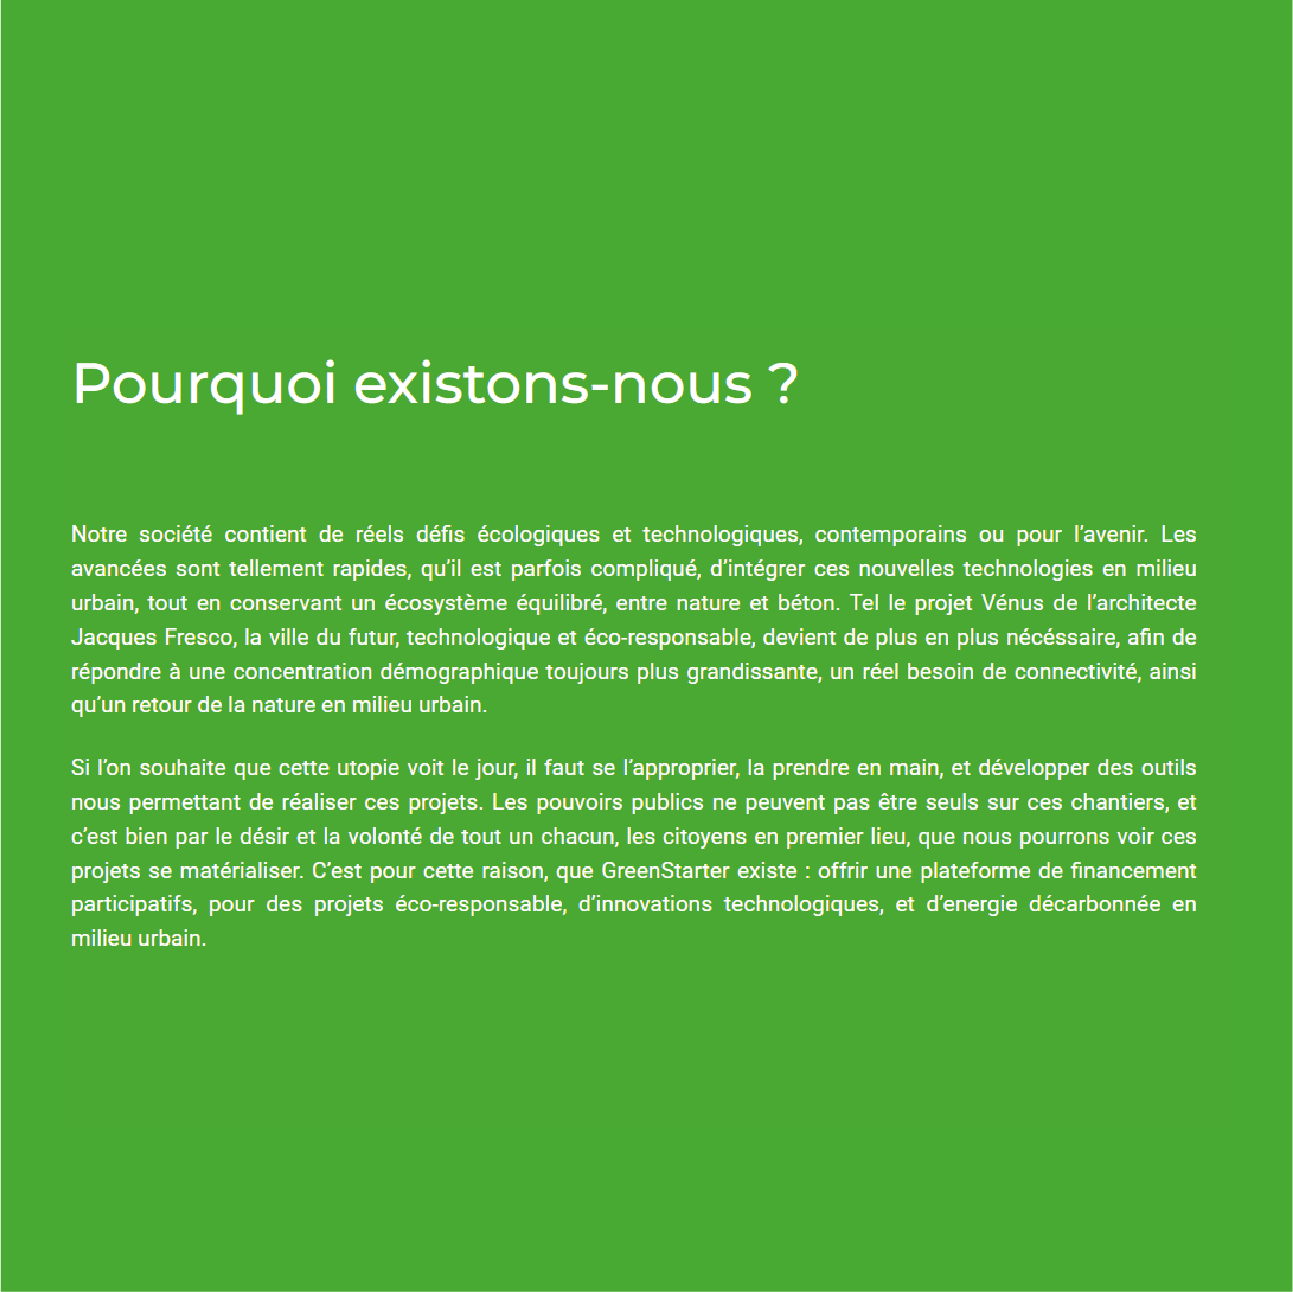 Pourquoi existons-nous ?
Notre société contient de réels défis écologiques et technologiques, contemporains ou pour l’avenir. Les
avancées sont tellement rapides, qu’il est parfois compliqué, d’intégrer ces nouvelles technologies en milieu
urbain, tout en conservant un écosystème équilibré, entre nature et béton. Tel le projet Vénus de l’architecte
Jacques Fresco, la ville du futur, technologique et éco-responsable, devient de plus en plus nécéssaire, afin de
répondre à une concentration démographique toujours plus grandissante, un réel besoin de connectivité, ainsi
qu’un retour de la nature en milieu urbain.
Si l’on souhaite que cette utopie voit le jour, il faut se l’approprier, la prendre en main, et développer des outils
nous permettant de réaliser ces projets. Les pouvoirs publics ne peuvent pas être seuls sur ces chantiers, et
c’est bien par le désir et la volonté de tout un chacun, les citoyens en premier lieu, que nous pourrons voir ces
projets se matérialiser. C’est pour cette raison, que GreenStarter existe : offrir une plateforme de financement
participatifs, pour des projets éco-responsable, d’innovations technologiques, et d’energie décarbonnée en
milieu urbain.